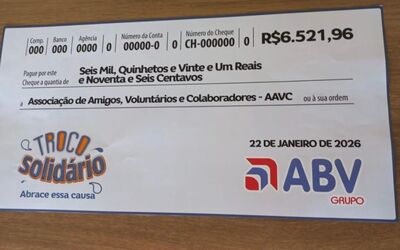 Comp. Banco Agência Número da Conta Número do Cheque
000 000 0000 0 00000-0 0 CH-000000 0 R$6.521,96
Pague por este Seis Mil, Quinhetos e Vinte e Um Reais
Cheque a quantia de e Noventa e Seis Centavos
a Associação de Amigos, Voluntários e Colaboradores - AAVC ou à sua ordem
TROCO
Solidário
Abrace essa causa
22 DE JANEIRO DE 2026
ABV
GRUPO